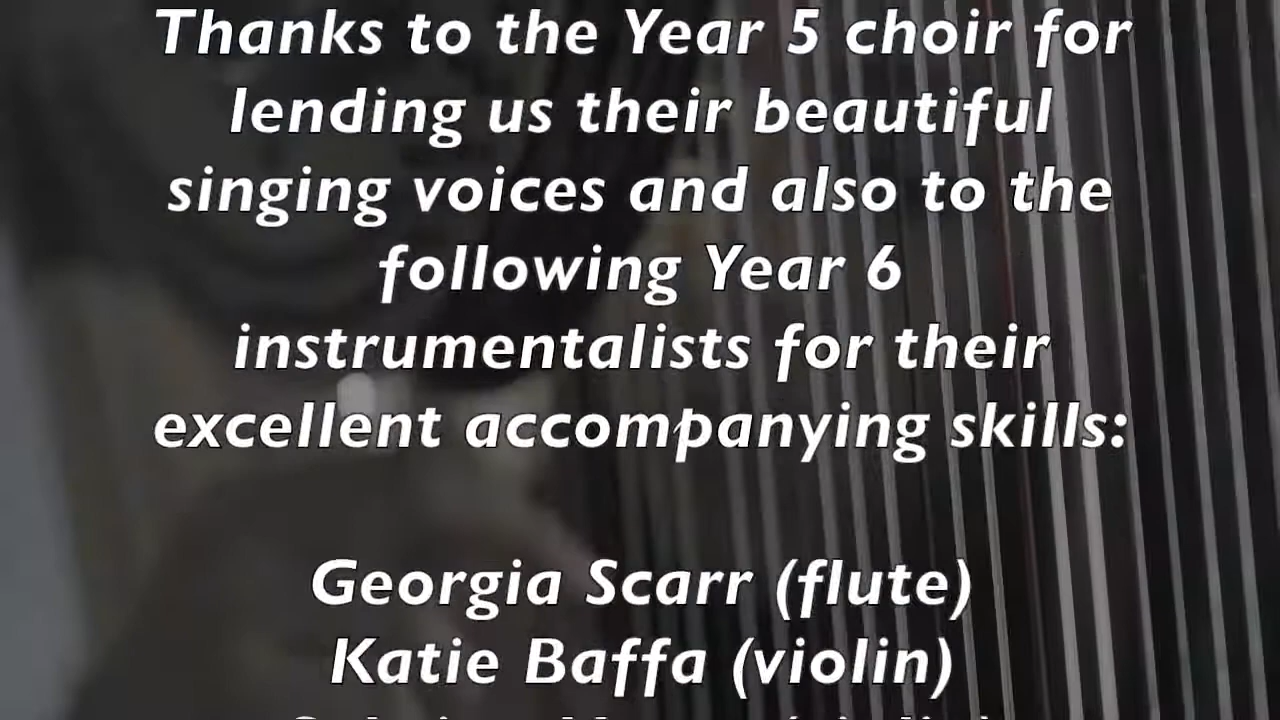 Thanks to the Year 5 choir for
lending us their beautiful
singing voices and also to the
following Year 6
instrumentalists for their
excellent accompanying skills:
Georgia Scarr (flute)
Katie Baffa (violin)